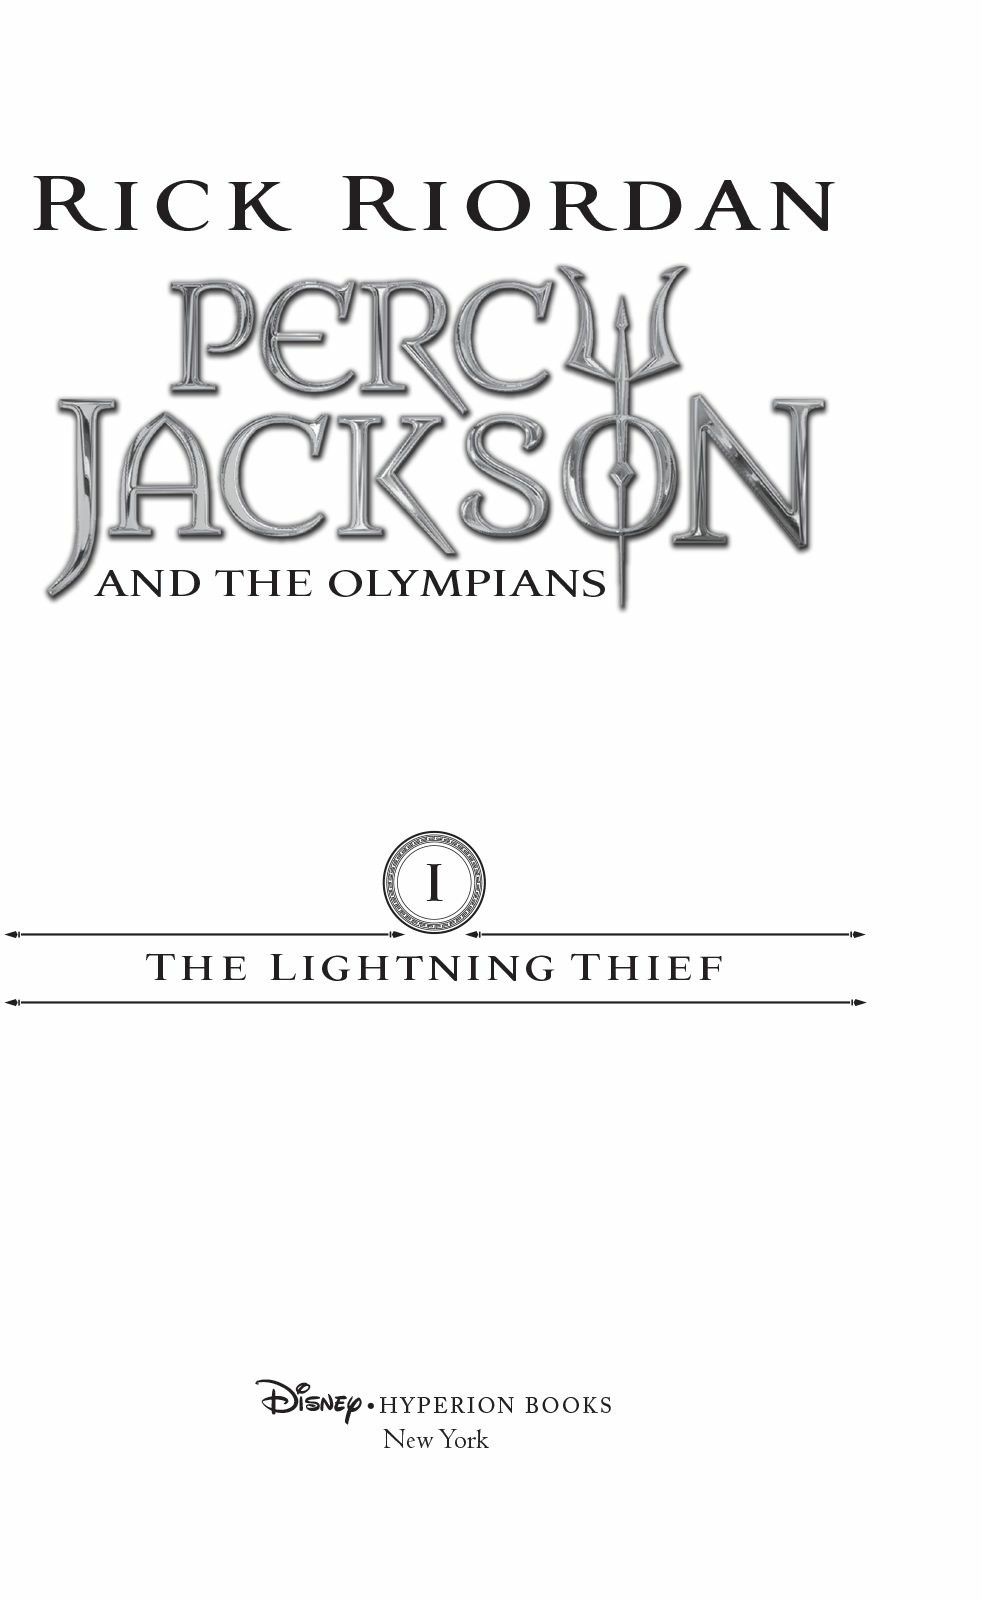 RICK RIORDAN
PERCY
JACKSON
AND THE OLYMPIANS
I
THE LIGHTNING THIEF
Disney • HYPERION BOOKS
New York